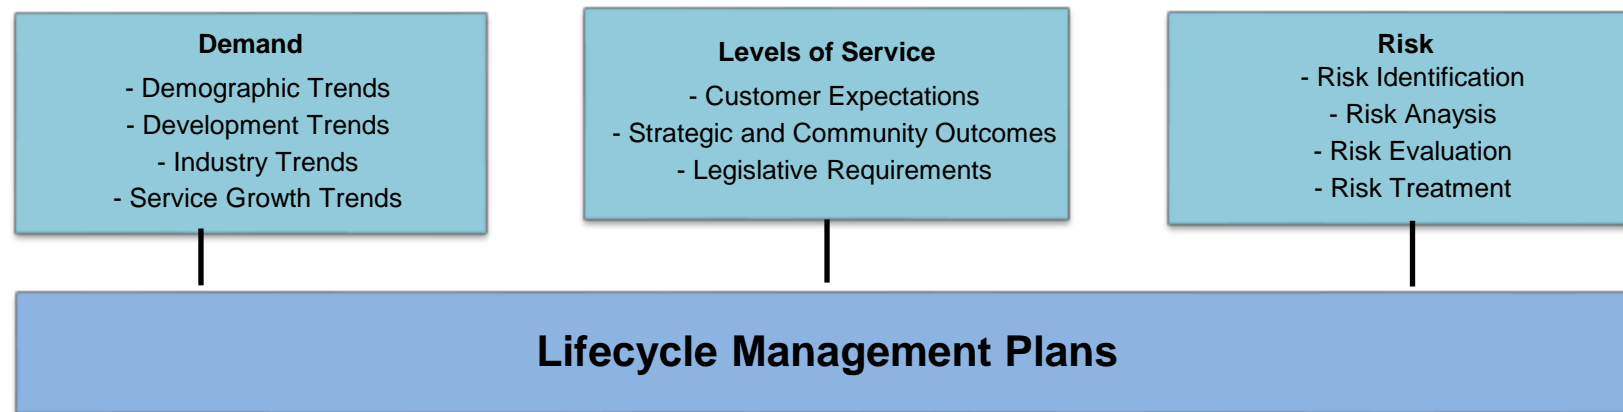 Demand
- Demographic Trends
- Development Trends
- Industry Trends
- Service Growth Trends
Levels of Service
- Customer Expectations
- Strategic and Community Outcomes
- Legislative Requirements
Risk
- Risk Identification
- Risk Anaysis
- Risk Evaluation
- Risk Treatment
Lifecycle Management Plans